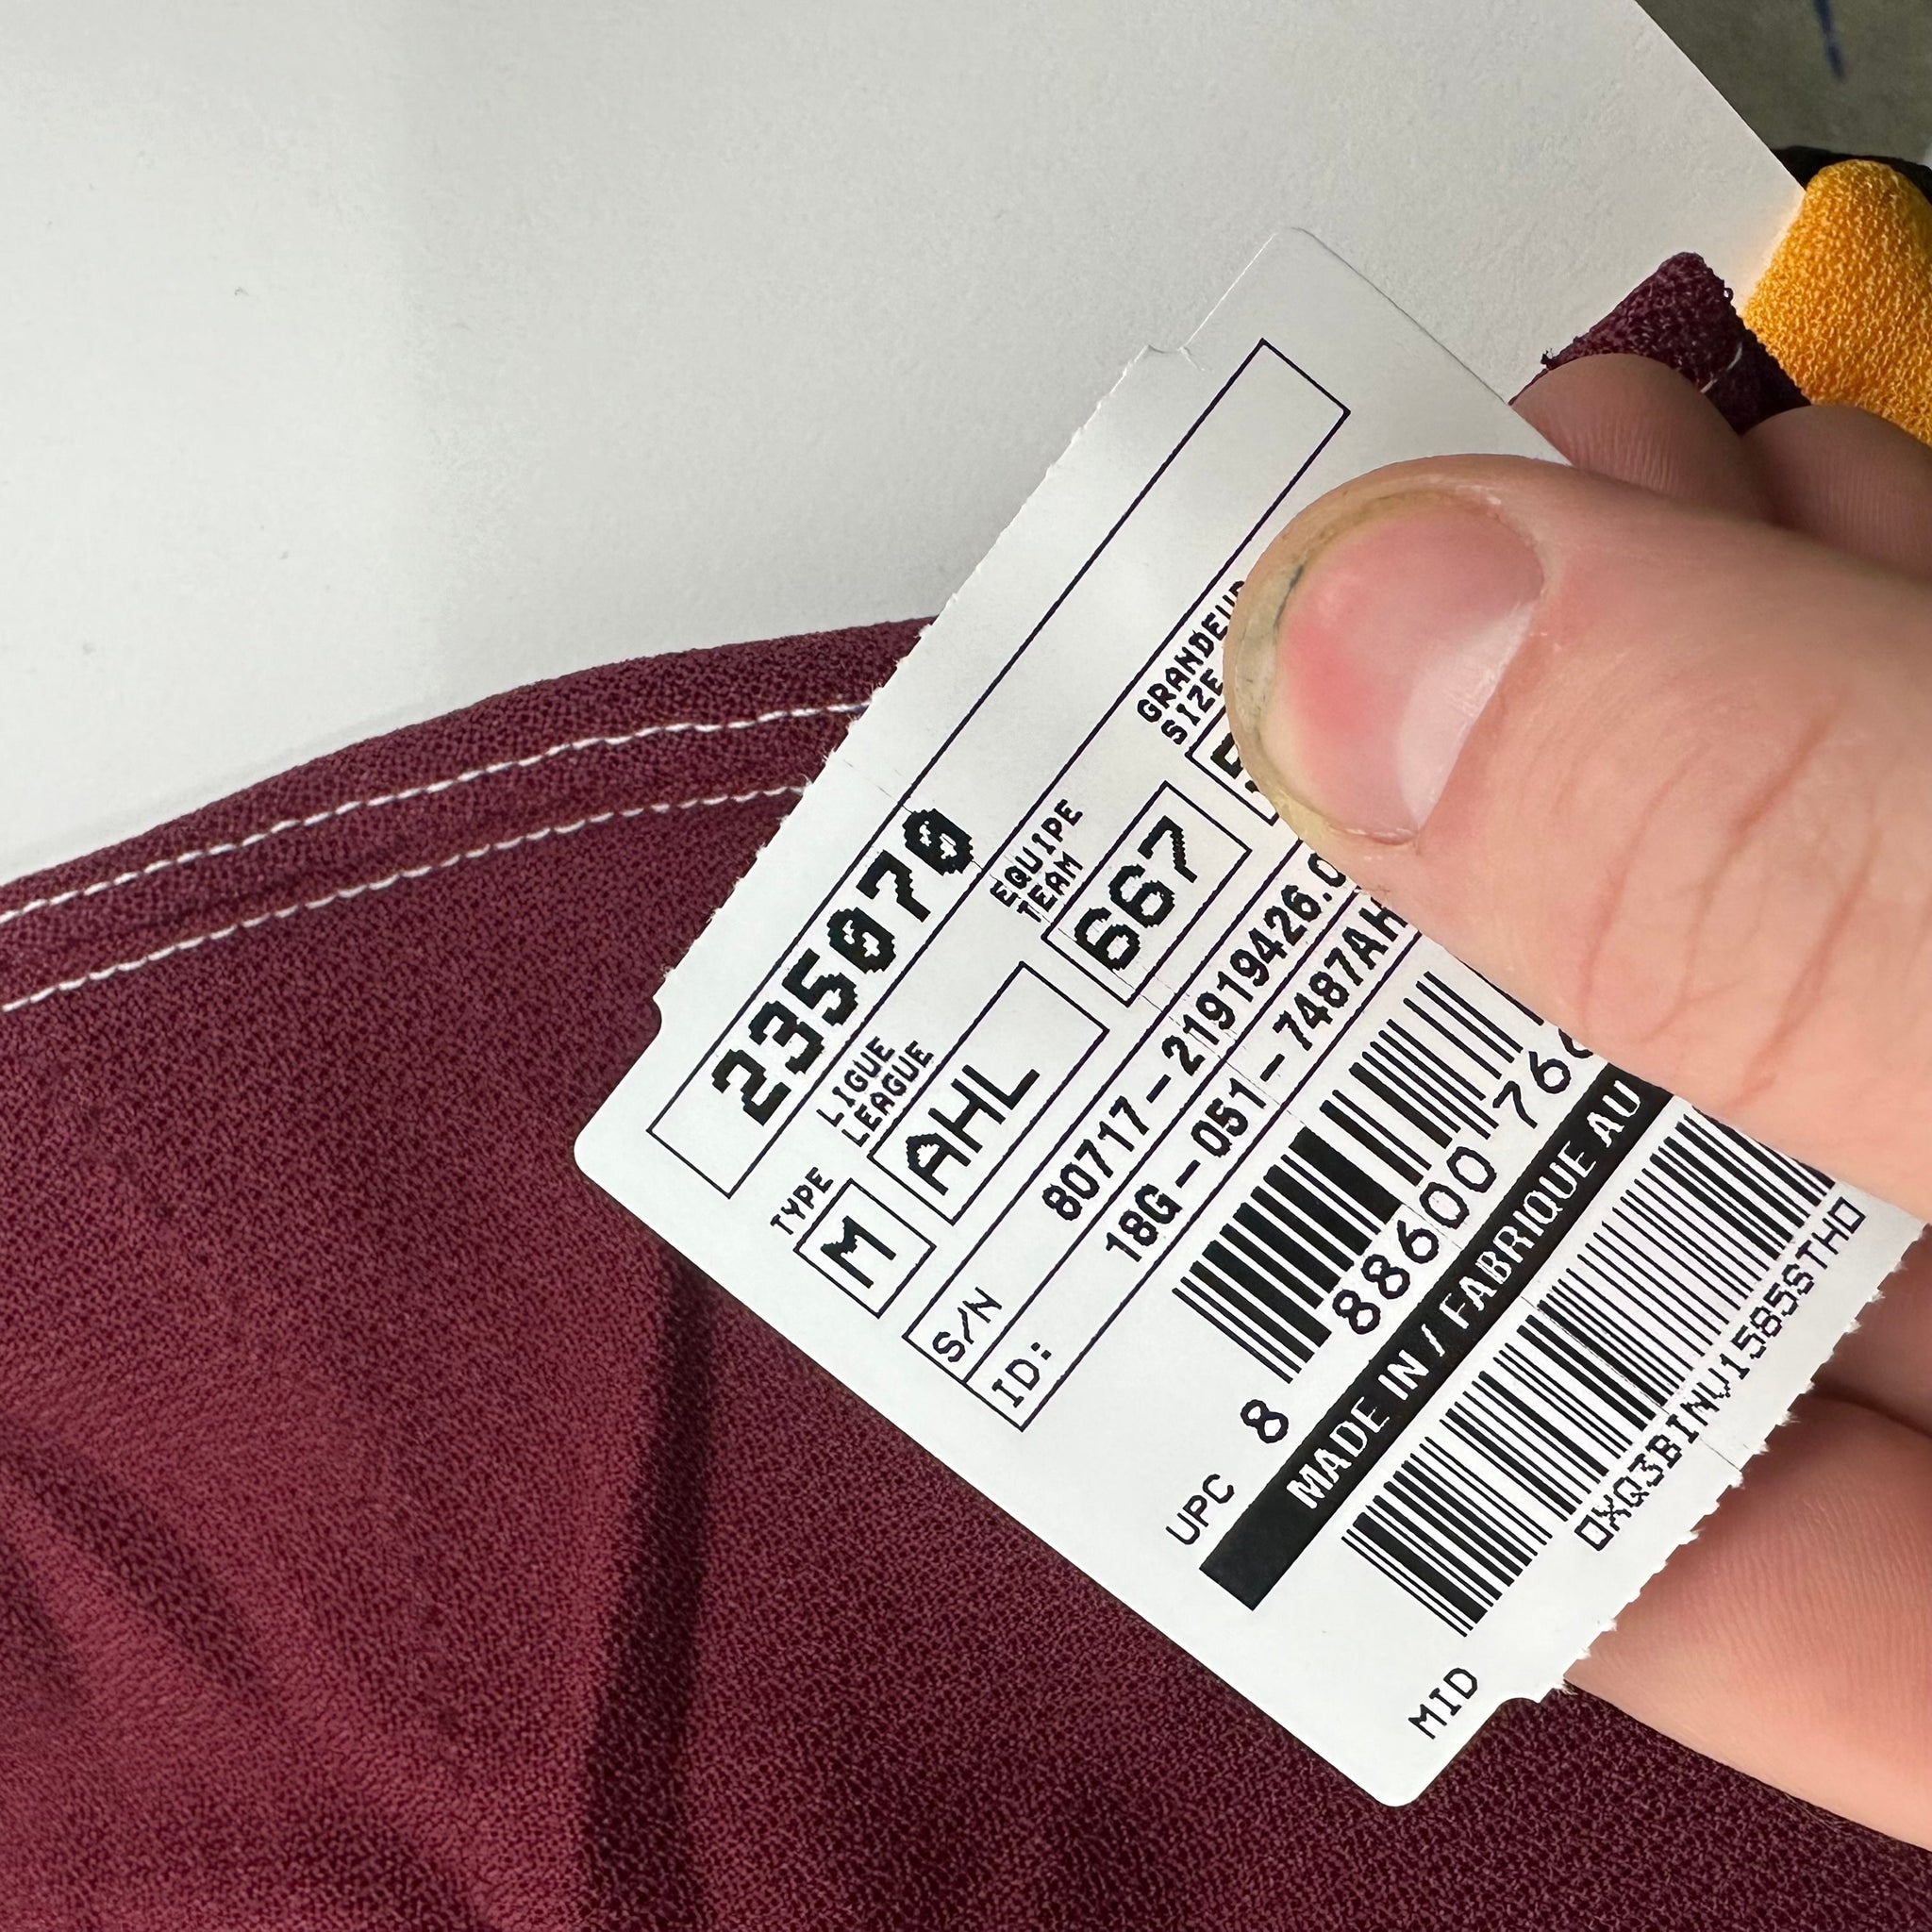 235070
TYPE
LIGUE
LEAGUE
EQUIPE
TEAM
GRANDEUR
SIZE
M
AHL
667
S/N 80717-21919426.0
ID: 18G-051-7487AH
UPC
8 88600 76
MADE IN / FABRIQUE AU
MID
OXQ3BINV1585STHO